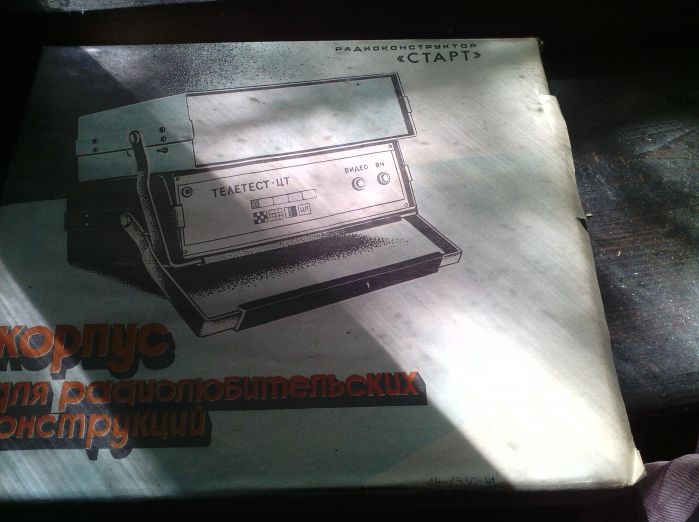 РАДИОКОНСТРУКТОР
«СТАРТ»
ВИДЕО ВЧ
ТЕЛЕТЕСТ-ЦТ
корпус
для радиолюбительских
конструкций